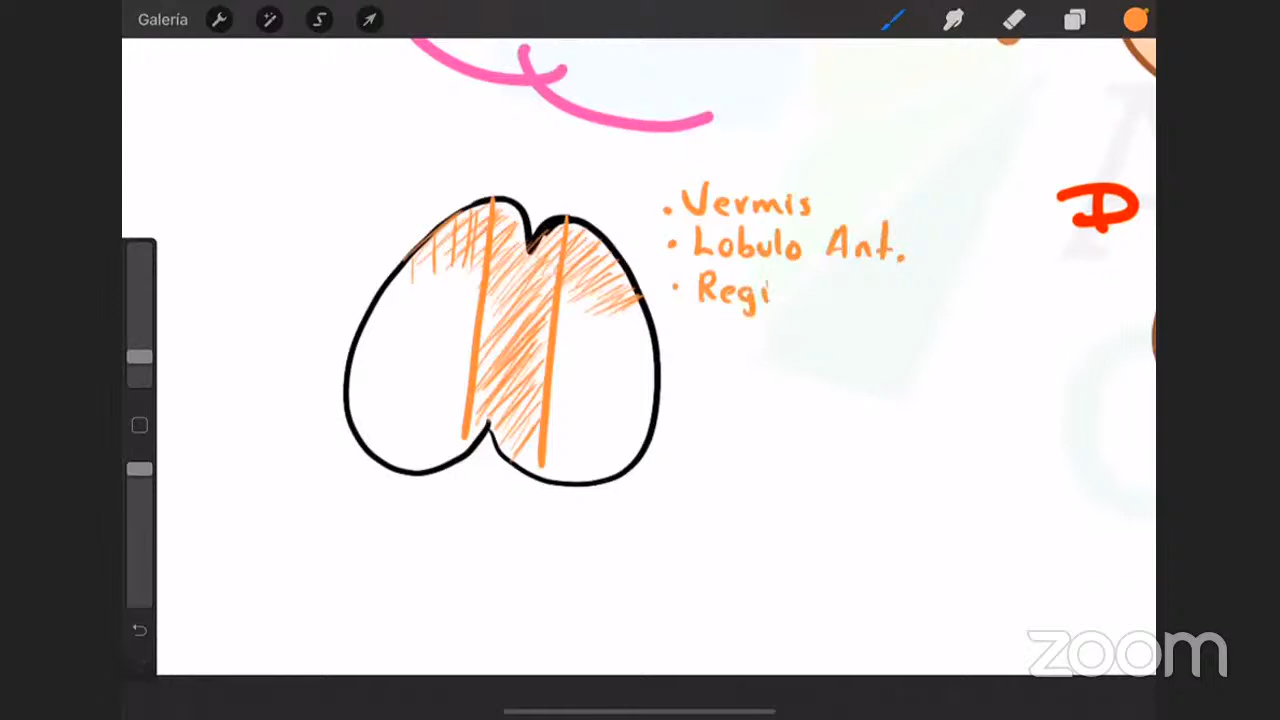 Galería
. Vermis
• Lobulo Ant.
• Regi
D
zoom